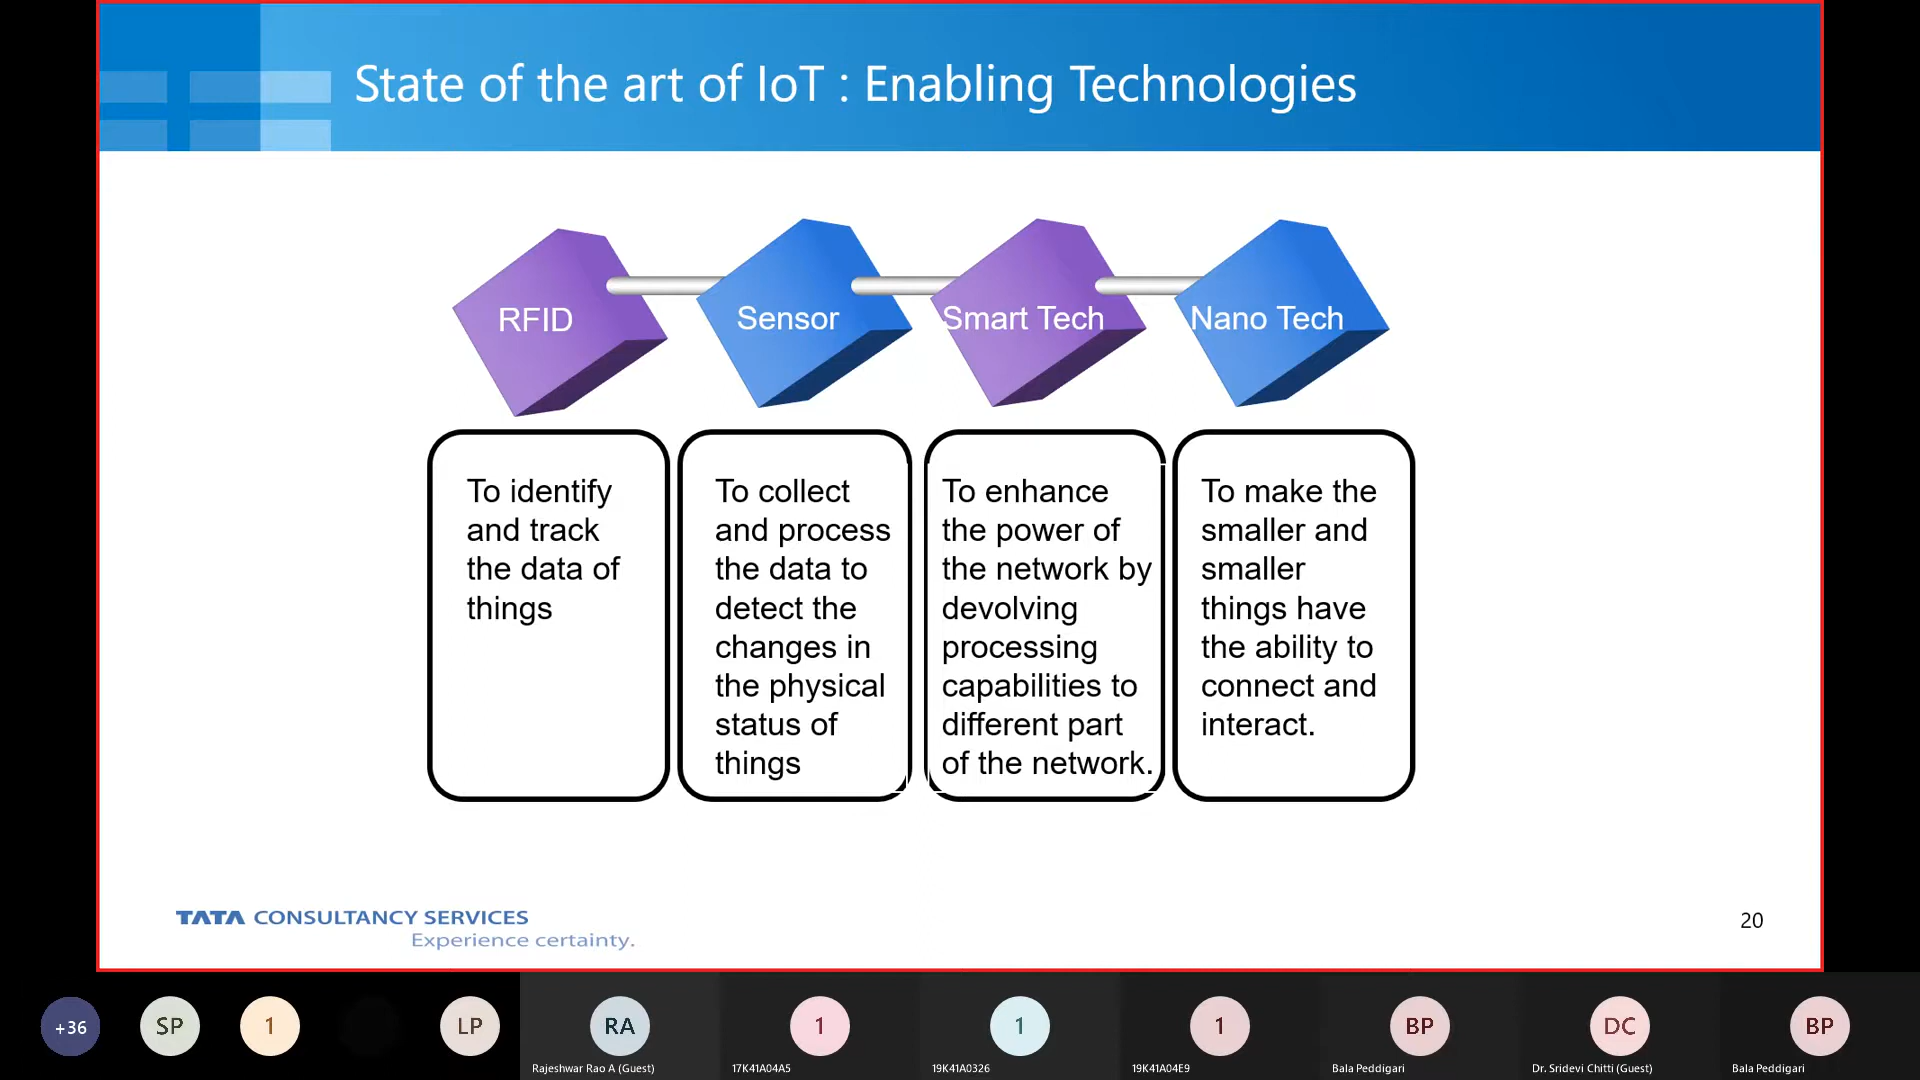 State of the art of IoT : Enabling Technologies
RFID
Sensor
Smart Tech
Nano Tech
To identify
and track
the data of
things
To collect
and process
the data to
detect the
changes in
the physical
status of
things
To enhance
the power of
the network by
devolving
processing
capabilities to
different part
of the network.
To make the
smaller and
smaller
things have
the ability to
connect and
interact.
TATA CONSULTANCY SERVICES
Experience certainty.
20
+36
SP
1
LP
RA
1
1
1
BP
DC
BP
Rajeshwar Rao A (Guest)
17K41A04A5
19K41A0326
19K41A04E9
Bala Peddigari
Dr. Sridevi Chitti (Guest)
Bala Peddigari